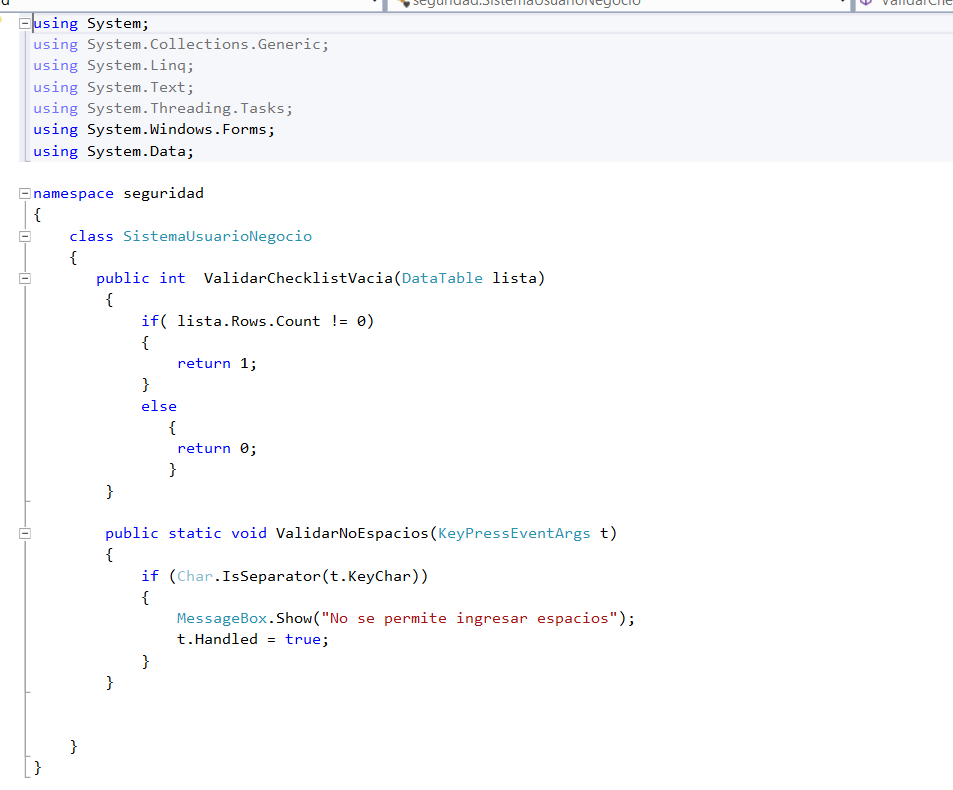 seguridad.SistemaUsuarioNegocio
using System;
using System.Collections.Generic;
using System.Linq;
using System.Text;
using System.Threading.Tasks;
using System.Windows.Forms;
using System.Data;
namespace seguridad
{
class SistemaUsuarioNegocio
{
public int  ValidarChecklistVacia(DataTable lista)
{
if( lista.Rows.Count != 0)
{
return 1;
}
else
{
return 0;
}
}
public static void ValidarNoEspacios(KeyPressEventArgs t)
{
if (Char.IsSeparator(t.KeyChar))
{
MessageBox.Show("No se permite ingresar espacios");
t.Handled = true;
}
}
}
}